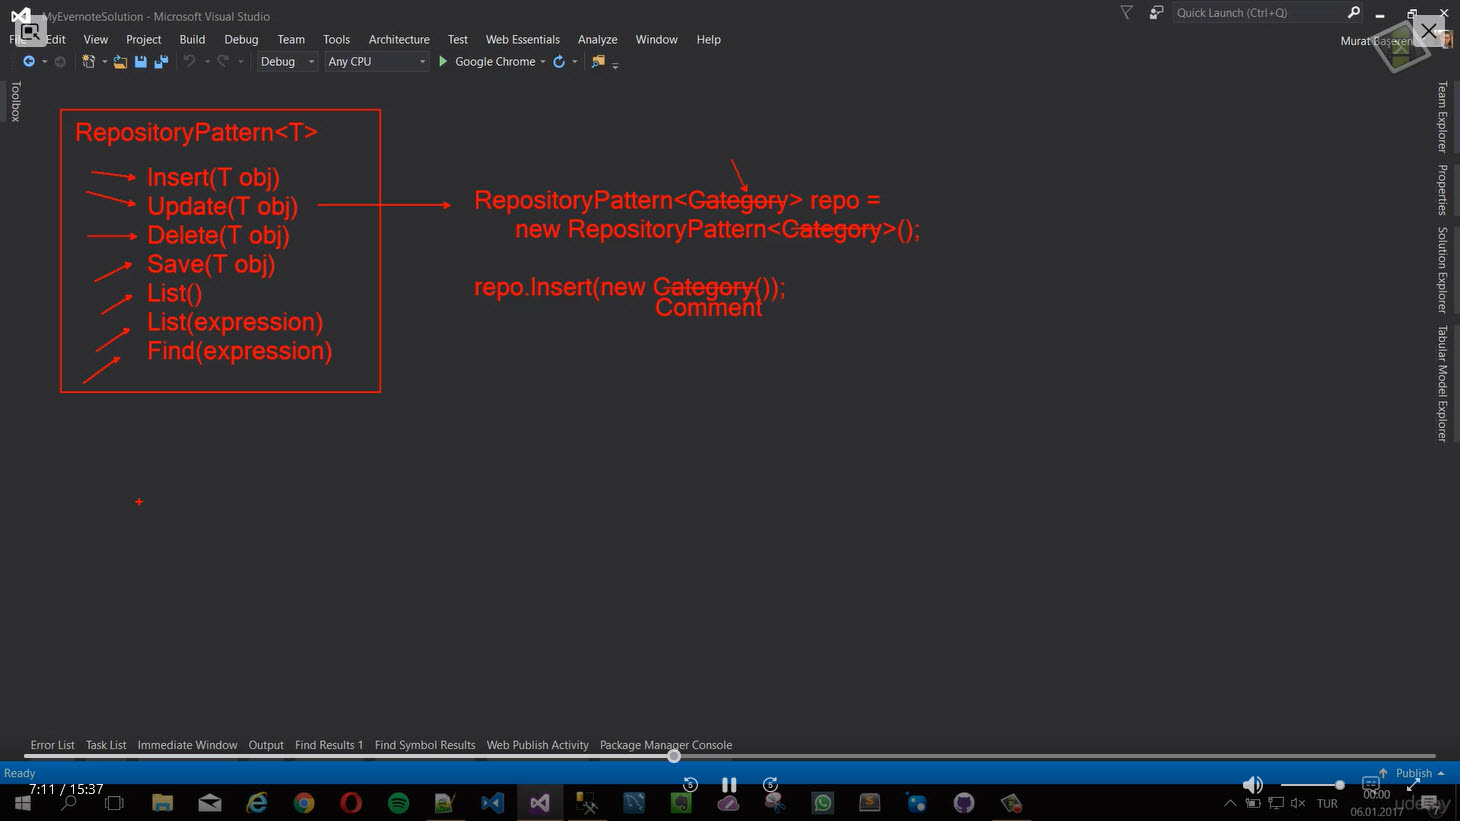 MyEvernoteSolution - Microsoft Visual Studio
Quick Launch (Ctrl+Q)
File Edit View Project Build Debug Team Tools Architecture Test Web Essentials Analyze Window Help
Murat Başeren
Debug Any CPU Google Chrome
Toolbox
Team Explorer
Properties
Solution Explorer
Tabular Model Explorer
RepositoryPattern<T>
Insert(T obj)
Update(T obj)
Delete(T obj)
Save(T obj)
List()
List(expression)
Find(expression)
RepositoryPattern<Category> repo =
new RepositoryPattern<Category>();
repo.Insert(new Category());
Comment
Error List Task List Immediate Window Output Find Results 1 Find Symbol Results Web Publish Activity Package Manager Console
Ready
Publish
7:11 / 15:37
5
5
00:00
TUR
06.01.2017
udemy
7